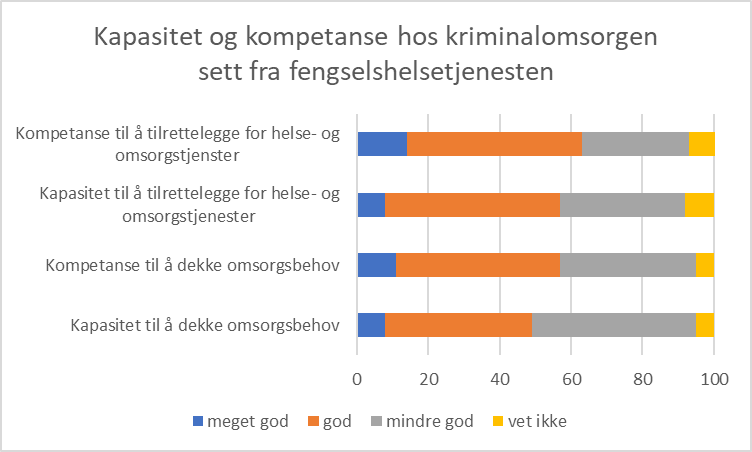 Kapasitet og kompetanse hos kriminalomsorgen
sett fra fengselshelsetjenesten
Kompetanse til å tilrettelegge for helse- og
omsorgstjenster
Kapasitet til å tilrettelegge for helse- og
omsorgstjenester
Kompetanse til å dekke omsorgsbehov
Kapasitet til å dekke omsorgsbehov
0 20 40 60 80 100
meget god god mindre god vet ikke